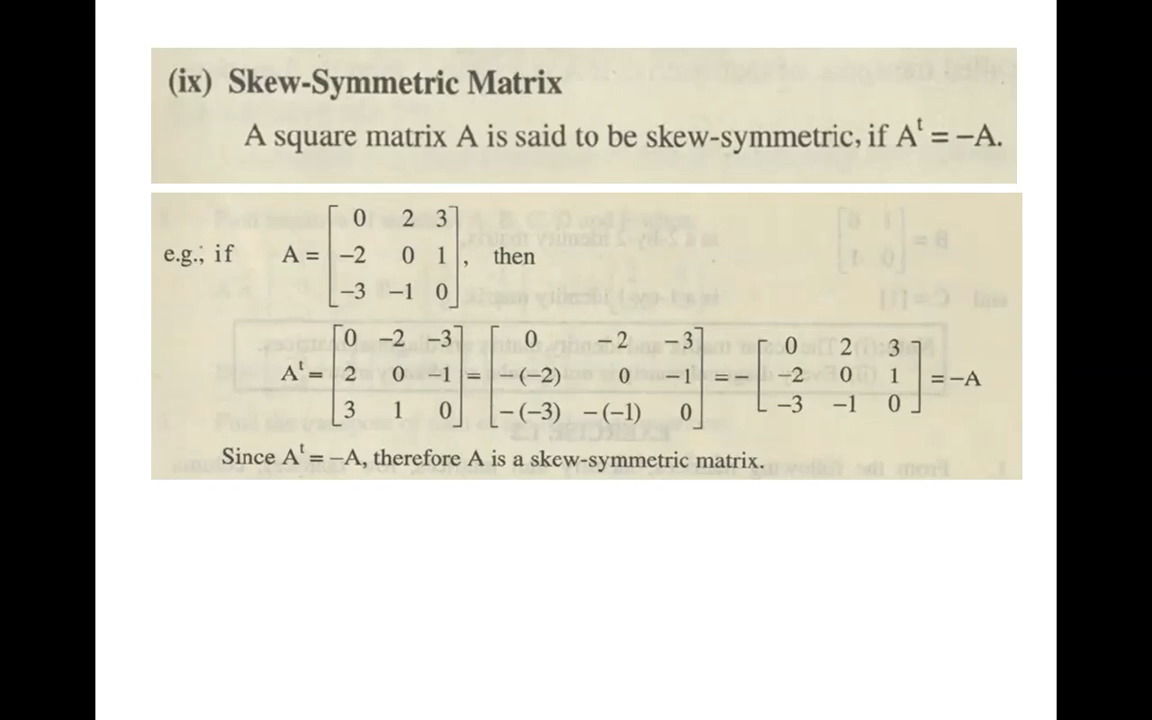 (ix) Skew-Symmetric Matrix
A square matrix A is said to be skew-symmetric, if Aᵗ = −A.
0 2 3
e.g.; if A = −2 0 1 , then
−3 −1 0
0 −2 −3 0 −2 −3 0 2 3
Aᵗ = 2 0 −1 = −(−2) 0 −1 = − −2 0 1 = −A
3 1 0 −(−3) −(−1) 0 −3 −1 0
Since Aᵗ = −A, therefore A is a skew-symmetric matrix.